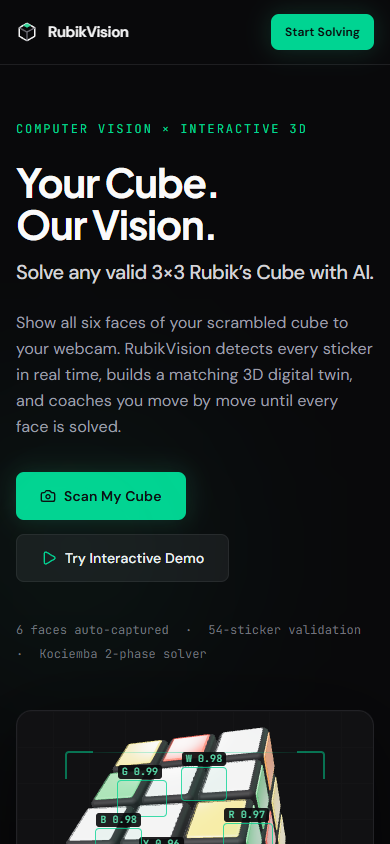 RubikVision
Start Solving
COMPUTER VISION × INTERACTIVE 3D
Your Cube.
Our Vision.
Solve any valid 3×3 Rubik’s Cube with AI.
Show all six faces of your scrambled cube to
your webcam. RubikVision detects every sticker
in real time, builds a matching 3D digital twin,
and coaches you move by move until every
face is solved.
Scan My Cube
Try Interactive Demo
6 faces auto-captured · 54-sticker validation
· Kociemba 2-phase solver
W 0.98
G 0.99
R 0.97
B 0.98
Y 0.96